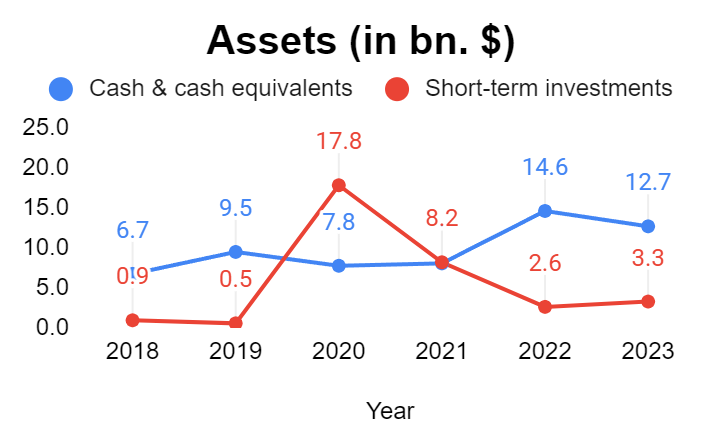 Assets (in bn. $)
Cash & cash equivalents Short-term investments
25.0
20.0
15.0
10.0
5.0
0.0
6.7 9.5 7.8 14.6 12.7
0.9 0.5 17.8 8.2 2.6 3.3
2018 2019 2020 2021 2022 2023
Year